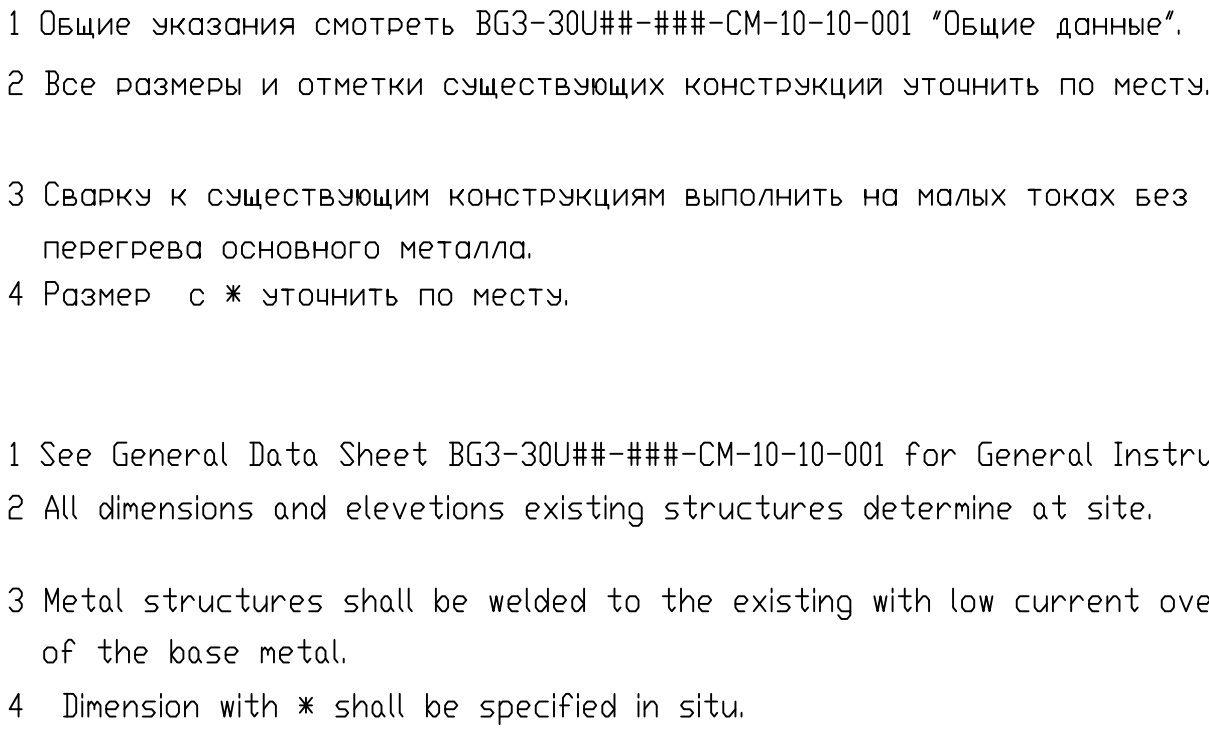 1 Общие указания смотреть BG3-30U##-###-CM-10-10-001 "Общие данные".
2 Все размеры и отметки существующих конструкций уточнить по месту.
3 Сварку к существующим конструкциям выполнить на малых токах без
перегрева основного металла.
4 Размер с * уточнить по месту.
1 See General Data Sheet BG3-30U##-###-CM-10-10-001 for General Instru
2 All dimensions and elevetions existing structures determine at site.
3 Metal structures shall be welded to the existing with low current ove
of the base metal.
4 Dimension with * shall be specified in situ.